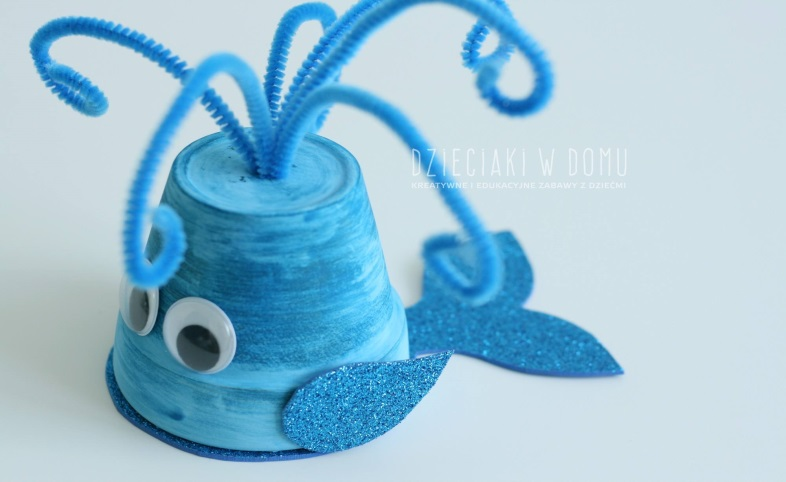 DZIECIAKI W DOMU
KREATYWNE I EDUKACYJNE ZABAWY Z DZIEĆMI